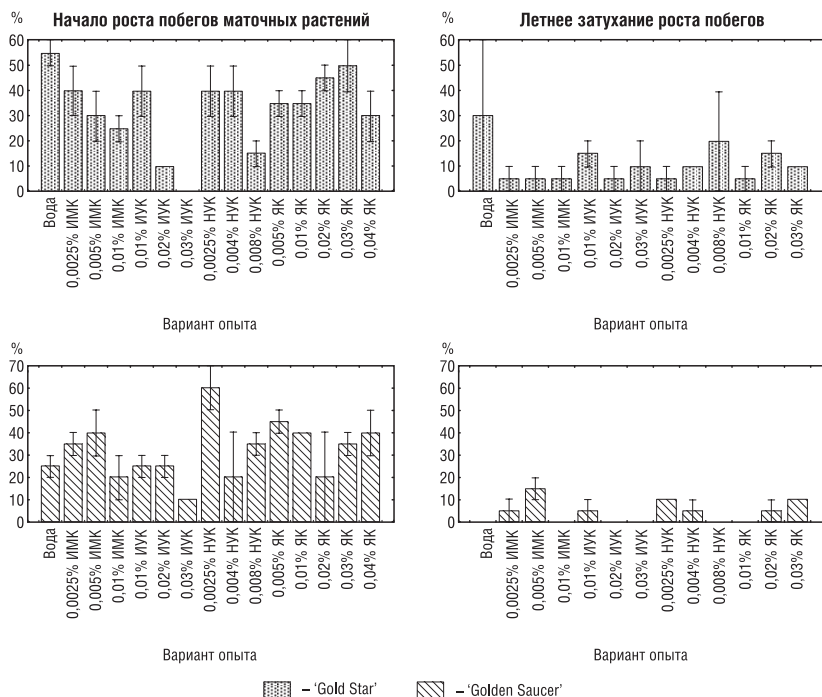 Начало роста побегов маточных растений
%
60
50
40
30
20
10
0
Вода
0,0025% ИМК
0,005% ИМК
0,01% ИМК
0,01% ИУК
0,02% ИУК
0,03% ИУК
0,0025% НУК
0,004% НУК
0,008% НУК
0,005% ЯК
0,01% ЯК
0,02% ЯК
0,03% ЯК
0,04% ЯК
Вариант опыта
Летнее затухание роста побегов
%
60
50
40
30
20
10
0
Вода
0,0025% ИМК
0,005% ИМК
0,01% ИМК
0,01% ИУК
0,02% ИУК
0,03% ИУК
0,0025% НУК
0,004% НУК
0,008% НУК
0,01% ЯК
0,02% ЯК
0,03% ЯК
Вариант опыта
%
70
60
50
40
30
20
10
0
Вода
0,0025% ИМК
0,005% ИМК
0,01% ИМК
0,01% ИУК
0,02% ИУК
0,03% ИУК
0,0025% НУК
0,004% НУК
0,008% НУК
0,005% ЯК
0,01% ЯК
0,02% ЯК
0,03% ЯК
0,04% ЯК
Вариант опыта
%
70
60
50
40
30
20
10
0
Вода
0,0025% ИМК
0,005% ИМК
0,01% ИМК
0,01% ИУК
0,02% ИУК
0,03% ИУК
0,0025% НУК
0,004% НУК
0,008% НУК
0,01% ЯК
0,02% ЯК
0,03% ЯК
Вариант опыта
– 'Gold Star' – 'Golden Saucer'